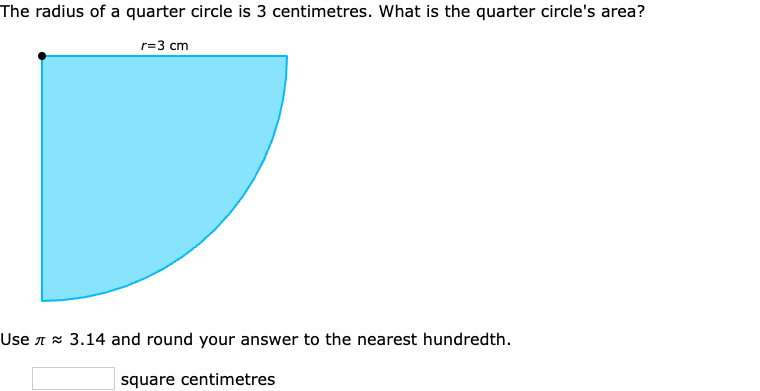 The radius of a quarter circle is 3 centimetres. What is the quarter circle's area?
r=3 cm
Use π ≈ 3.14 and round your answer to the nearest hundredth.
square centimetres